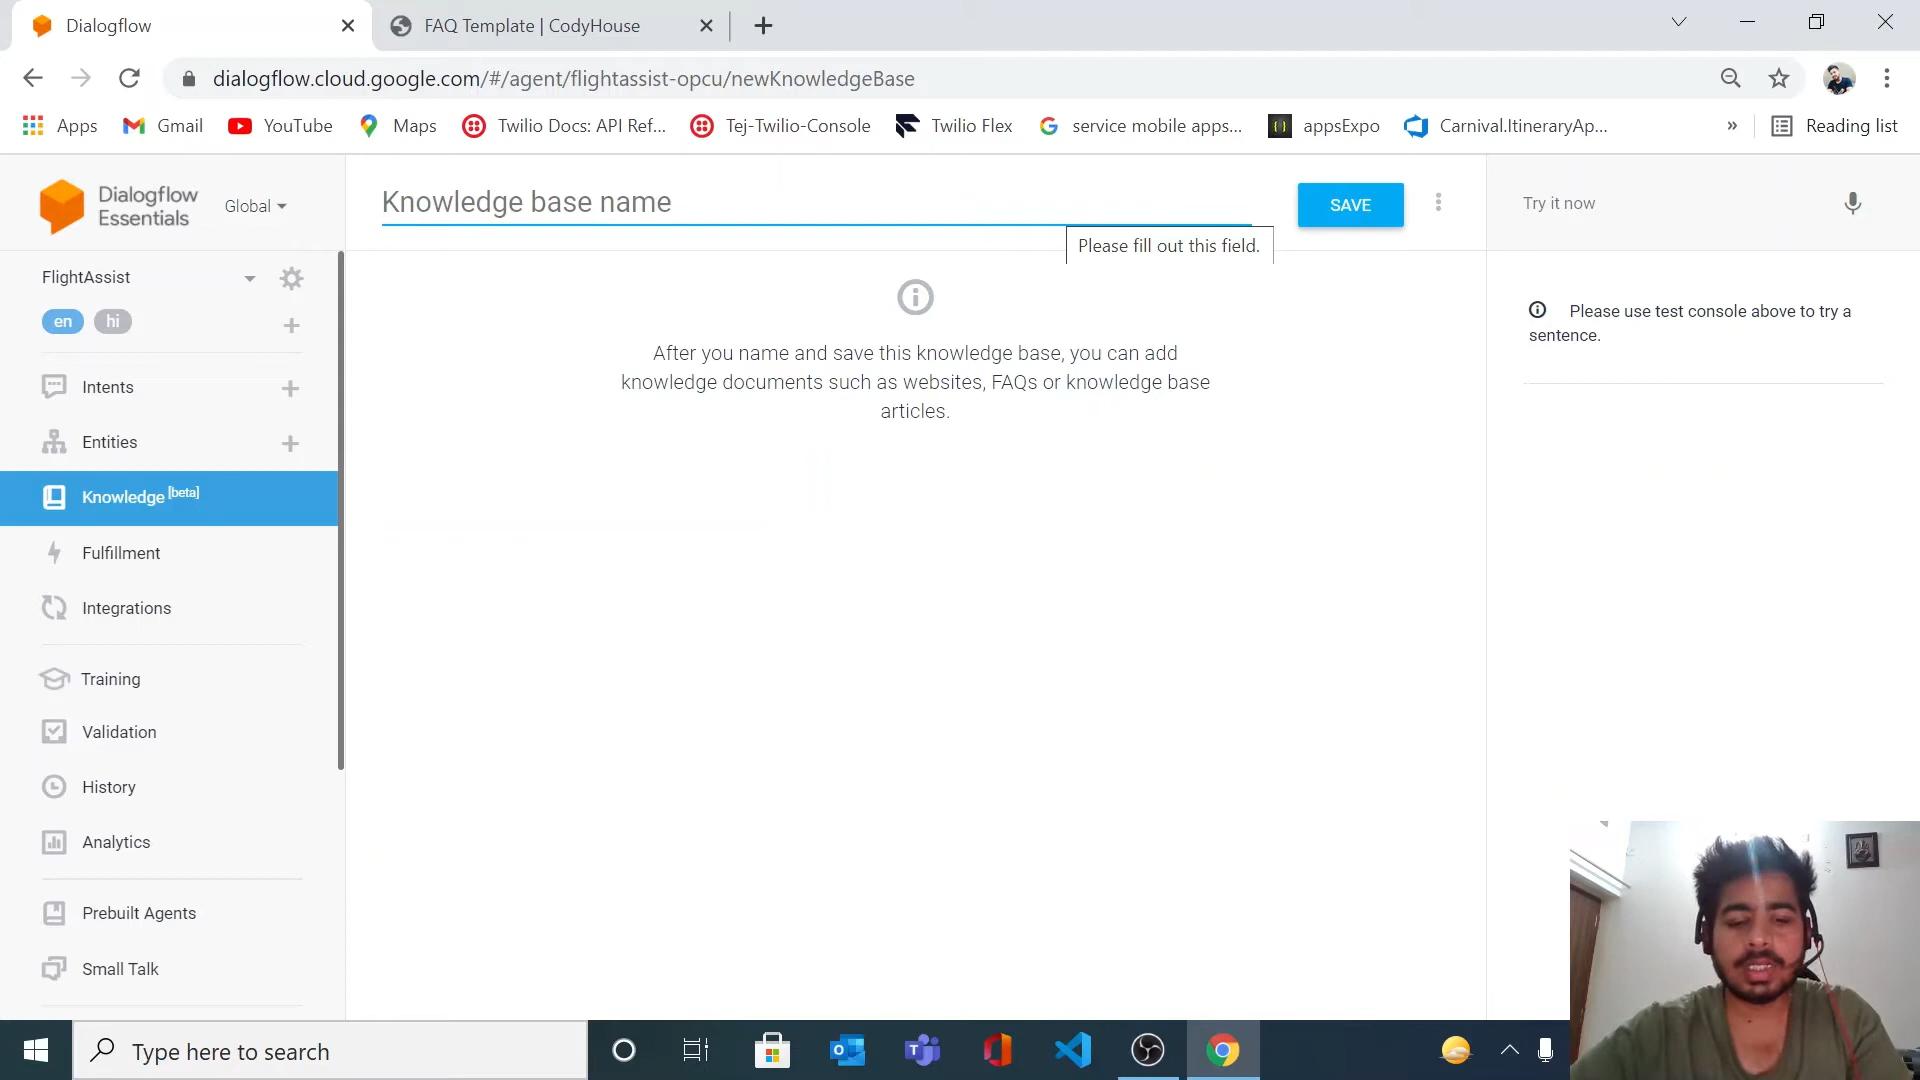 Dialogflow
FAQ Template | CodyHouse
dialogflow.cloud.google.com/#/agent/flightassist-opcu/newKnowledgeBase
Apps
Gmail
YouTube
Maps
Twilio Docs: API Ref...
Tej-Twilio-Console
Twilio Flex
service mobile apps...
appsExpo
Carnival.ItineraryAp...
»
Reading list
Dialogflow
Essentials
Global
Knowledge base name
SAVE
Try it now
Please fill out this field.
FlightAssist
en
hi
Intents
Entities
Knowledge [beta]
Fulfillment
Integrations
Training
Validation
History
Analytics
Prebuilt Agents
Small Talk
After you name and save this knowledge base, you can add
knowledge documents such as websites, FAQs or knowledge base
articles.
Please use test console above to try a
sentence.
Type here to search